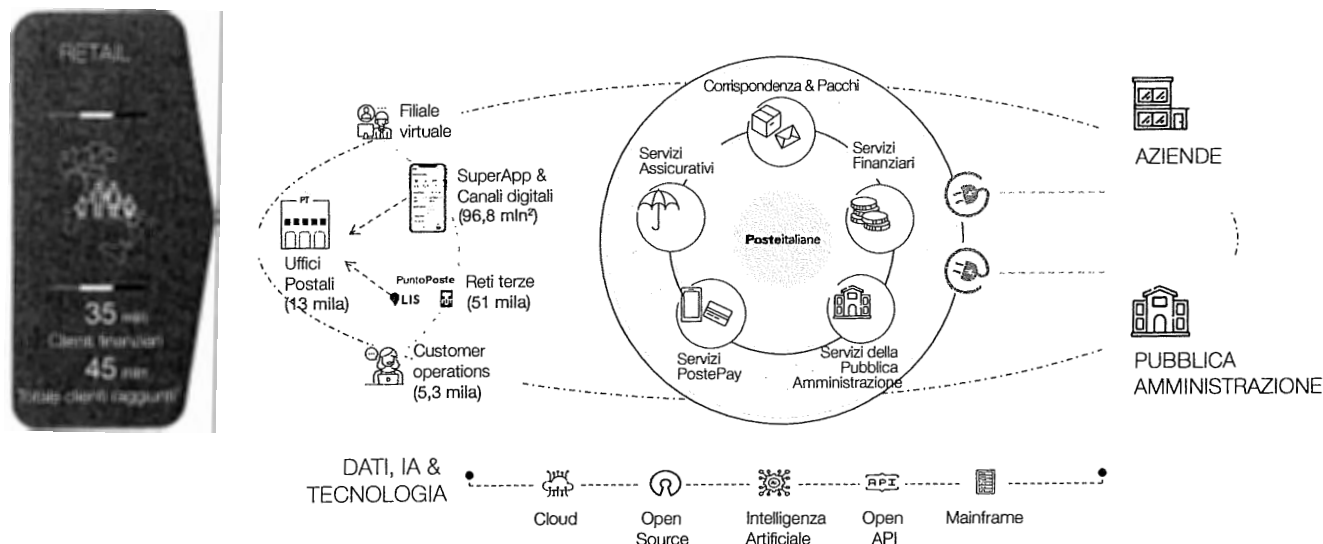 RETAIL
35 mln
Clienti finanziari
45 mln
Totale clienti raggiunti
Filiale
virtuale
SuperApp &
Canali digitali
(96,8 mln²)
PT
Uffici
Postali
(13 mila)
PuntoPoste
LIS
Reti terze
(51 mila)
Customer
operations
(5,3 mila)
Corrispondenza & Pacchi
Servizi
Assicurativi
Servizi
Finanziari
Posteitaliane
Servizi
PostePay
Servizi della
Pubblica
Amministrazione
AZIENDE
PUBBLICA
AMMINISTRAZIONE
DATI, IA &
TECNOLOGIA
Cloud
Open
Source
Intelligenza
Artificiale
API
Open
API
Mainframe